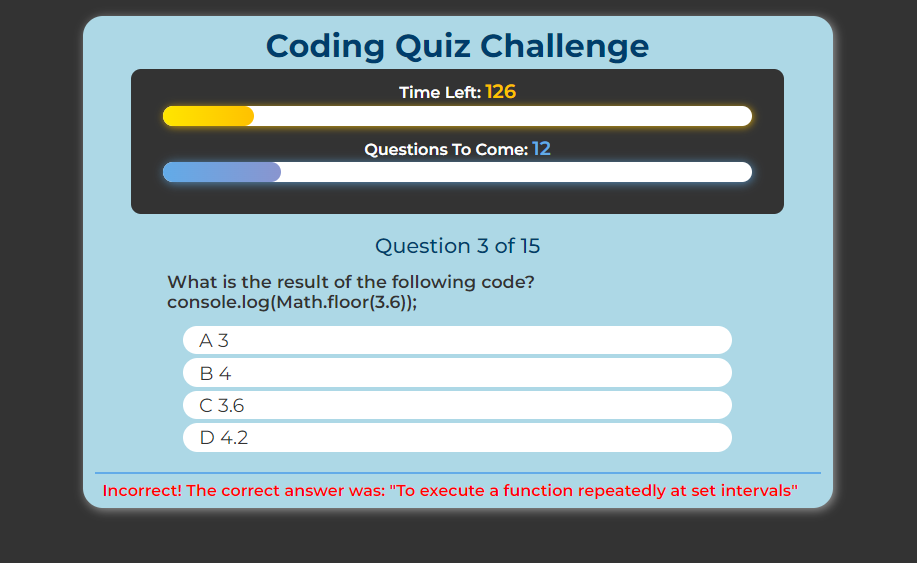 Coding Quiz Challenge
Time Left: 126
Questions To Come: 12
Question 3 of 15
What is the result of the following code?
console.log(Math.floor(3.6));
A 3
B 4
C 3.6
D 4.2
Incorrect! The correct answer was: "To execute a function repeatedly at set intervals"